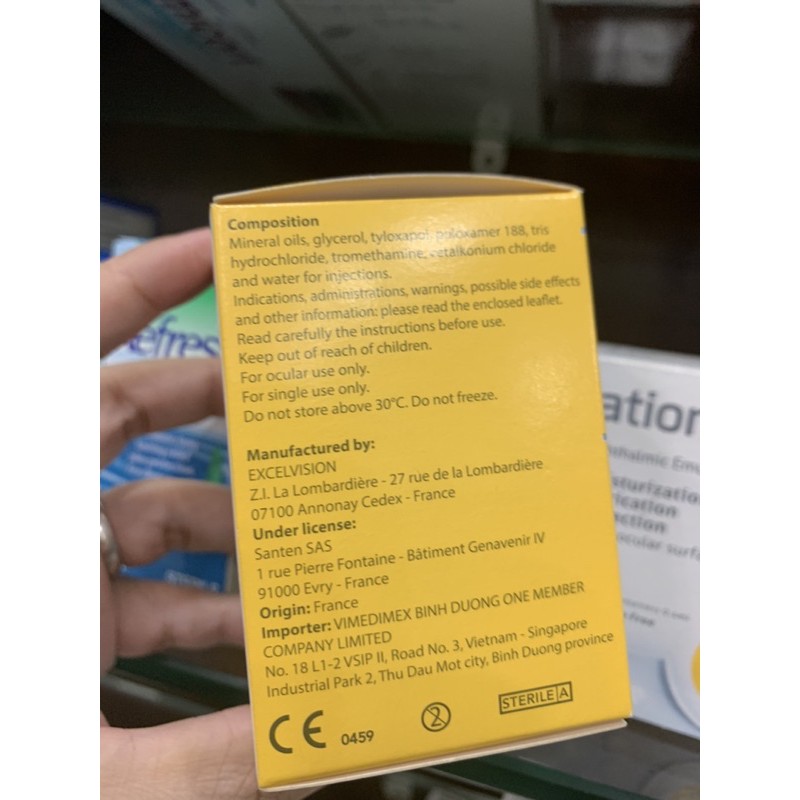 Composition
Mineral oils, glycerol, tyloxapol, poloxamer 188, tris
hydrochloride, tromethamine, cetalkonium chloride
and water for injections.
Indications, administrations, warnings, possible side effects
and other information: please read the enclosed leaflet.
Read carefully the instructions before use.
Keep out of reach of children.
For ocular use only.
For single use only.
Do not store above 30°C. Do not freeze.
Manufactured by:
EXCELVISION
Z.I. La Lombardière - 27 rue de la Lombardière
07100 Annonay Cedex - France
Under license:
Santen SAS
1 rue Pierre Fontaine - Bâtiment Genavenir IV
91000 Evry - France
Origin: France
Importer: VIMEDIMEX BINH DUONG ONE MEMBER
COMPANY LIMITED
No. 18 L1-2 VSIP II, Road No. 3, Vietnam - Singapore
Industrial Park 2, Thu Dau Mot city, Binh Duong province
CE 0459
2
STERILE A
efres
ation